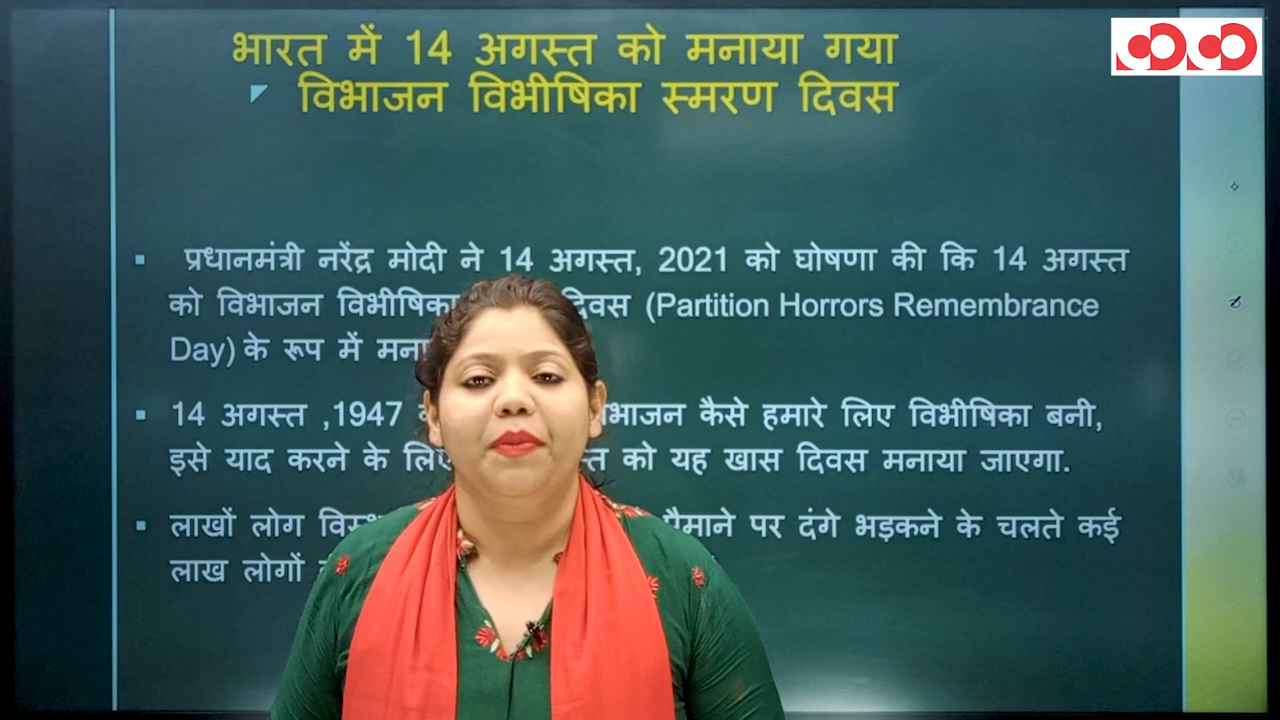 भारत में 14 अगस्त को मनाया गया
विभाजन विभीषिका स्मरण दिवस
प्रधानमंत्री नरेंद्र मोदी ने 14 अगस्त, 2021 को घोषणा की कि 14 अगस्त
को विभाजन विभीषिका दिवस (Partition Horrors Remembrance
Day) के रूप में
14 अगस्त ,1947 कैसे हमारे लिए विभीषिका बनी,
इसे याद करने के को यह खास दिवस मनाया जाएगा.
लाखों लोग पैमाने पर दंगे भड़कने के चलते कई
लाख लोगों